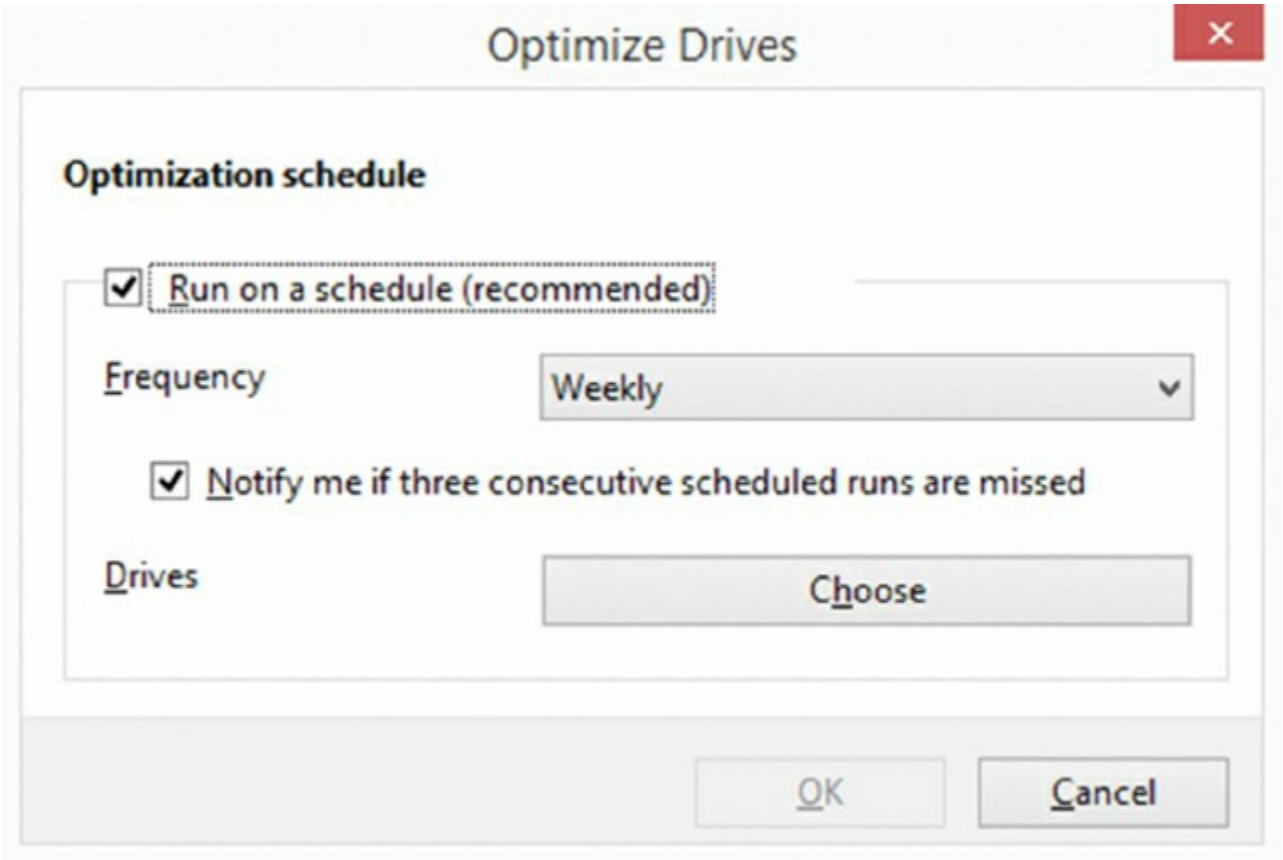 Optimize Drives
Optimization schedule
Run on a schedule (recommended)
Frequency
Weekly
Notify me if three consecutive scheduled runs are missed
Drives
Choose
OK
Cancel